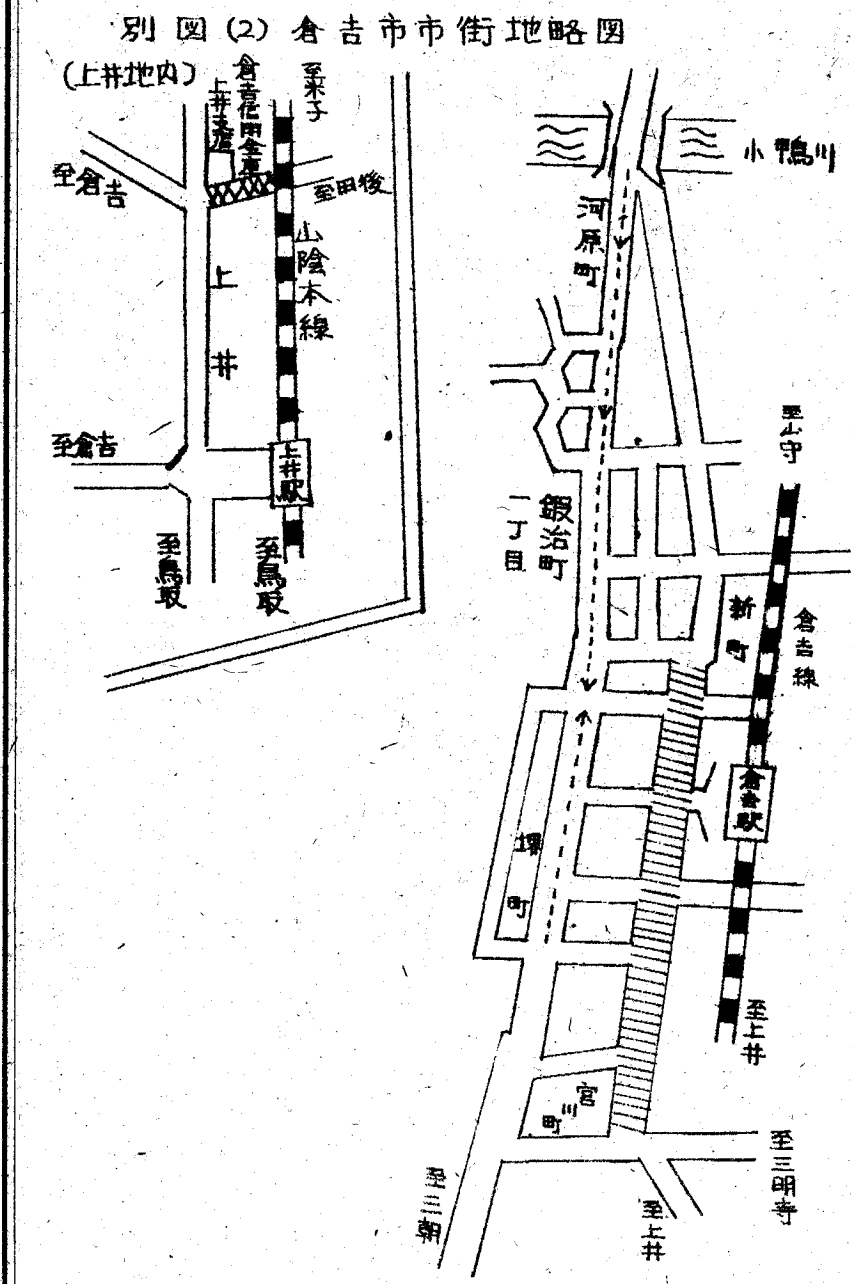 別図(2) 倉吉市市街地略図
(上井地内)
倉吉信用金庫
上井支店
至米子
至倉吉
至田後
山陰本線
上井
至倉吉
上井駅
至鳥取
至鳥取
小鴨川
河原町
至山守
鍛治町
一丁目
新町
倉吉線
倉吉駅
堺町
至上井
宮川町
至三朝
至上井
至三明寺